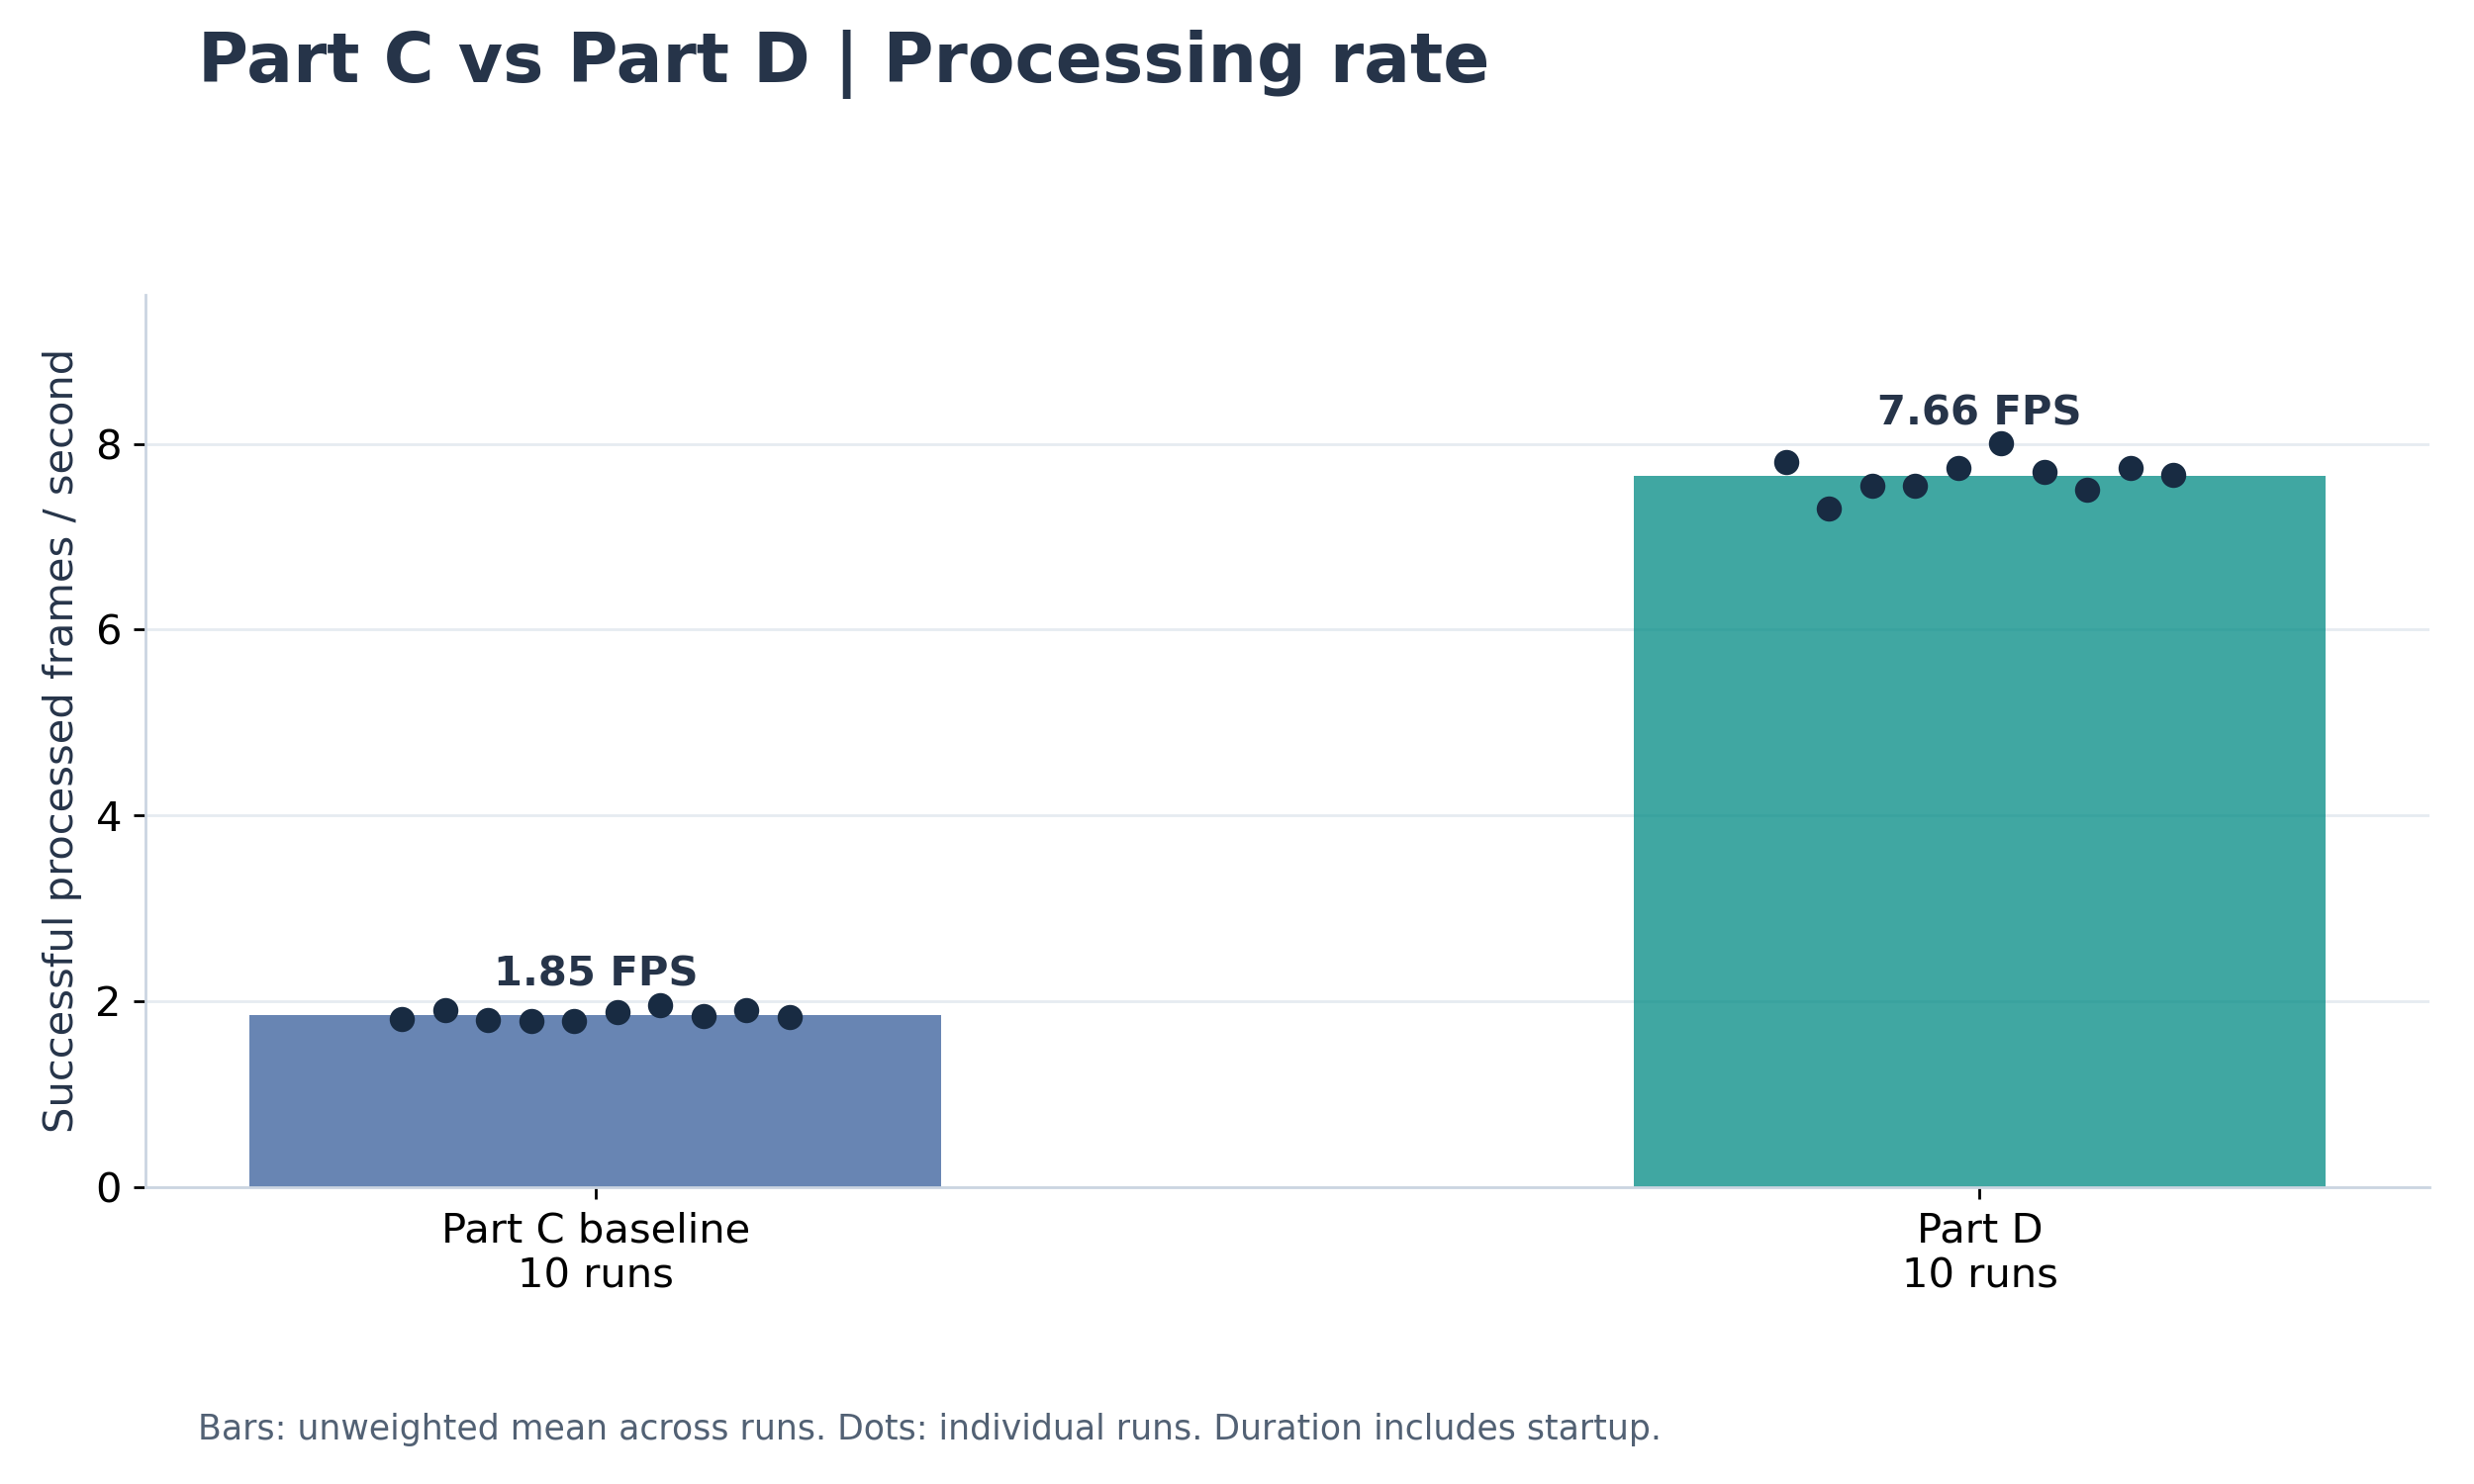 Part C vs Part D | Processing rate
Successful processed frames / second
8
6
4
2
0
1.85 FPS
7.66 FPS
Part C baseline
10 runs
Part D
10 runs
Bars: unweighted mean across runs. Dots: individual runs. Duration includes startup.